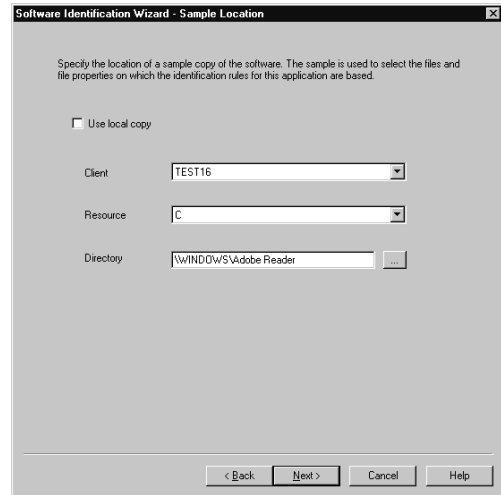 Software Identification Wizard - Sample Location
Specify the location of a sample copy of the software. The sample is used to select the files and
file properties on which the identification rules for this application are based.
Use local copy
Client TEST16
Resource C
Directory \WINDOWS\Adobe Reader ...
< Back Next > Cancel Help